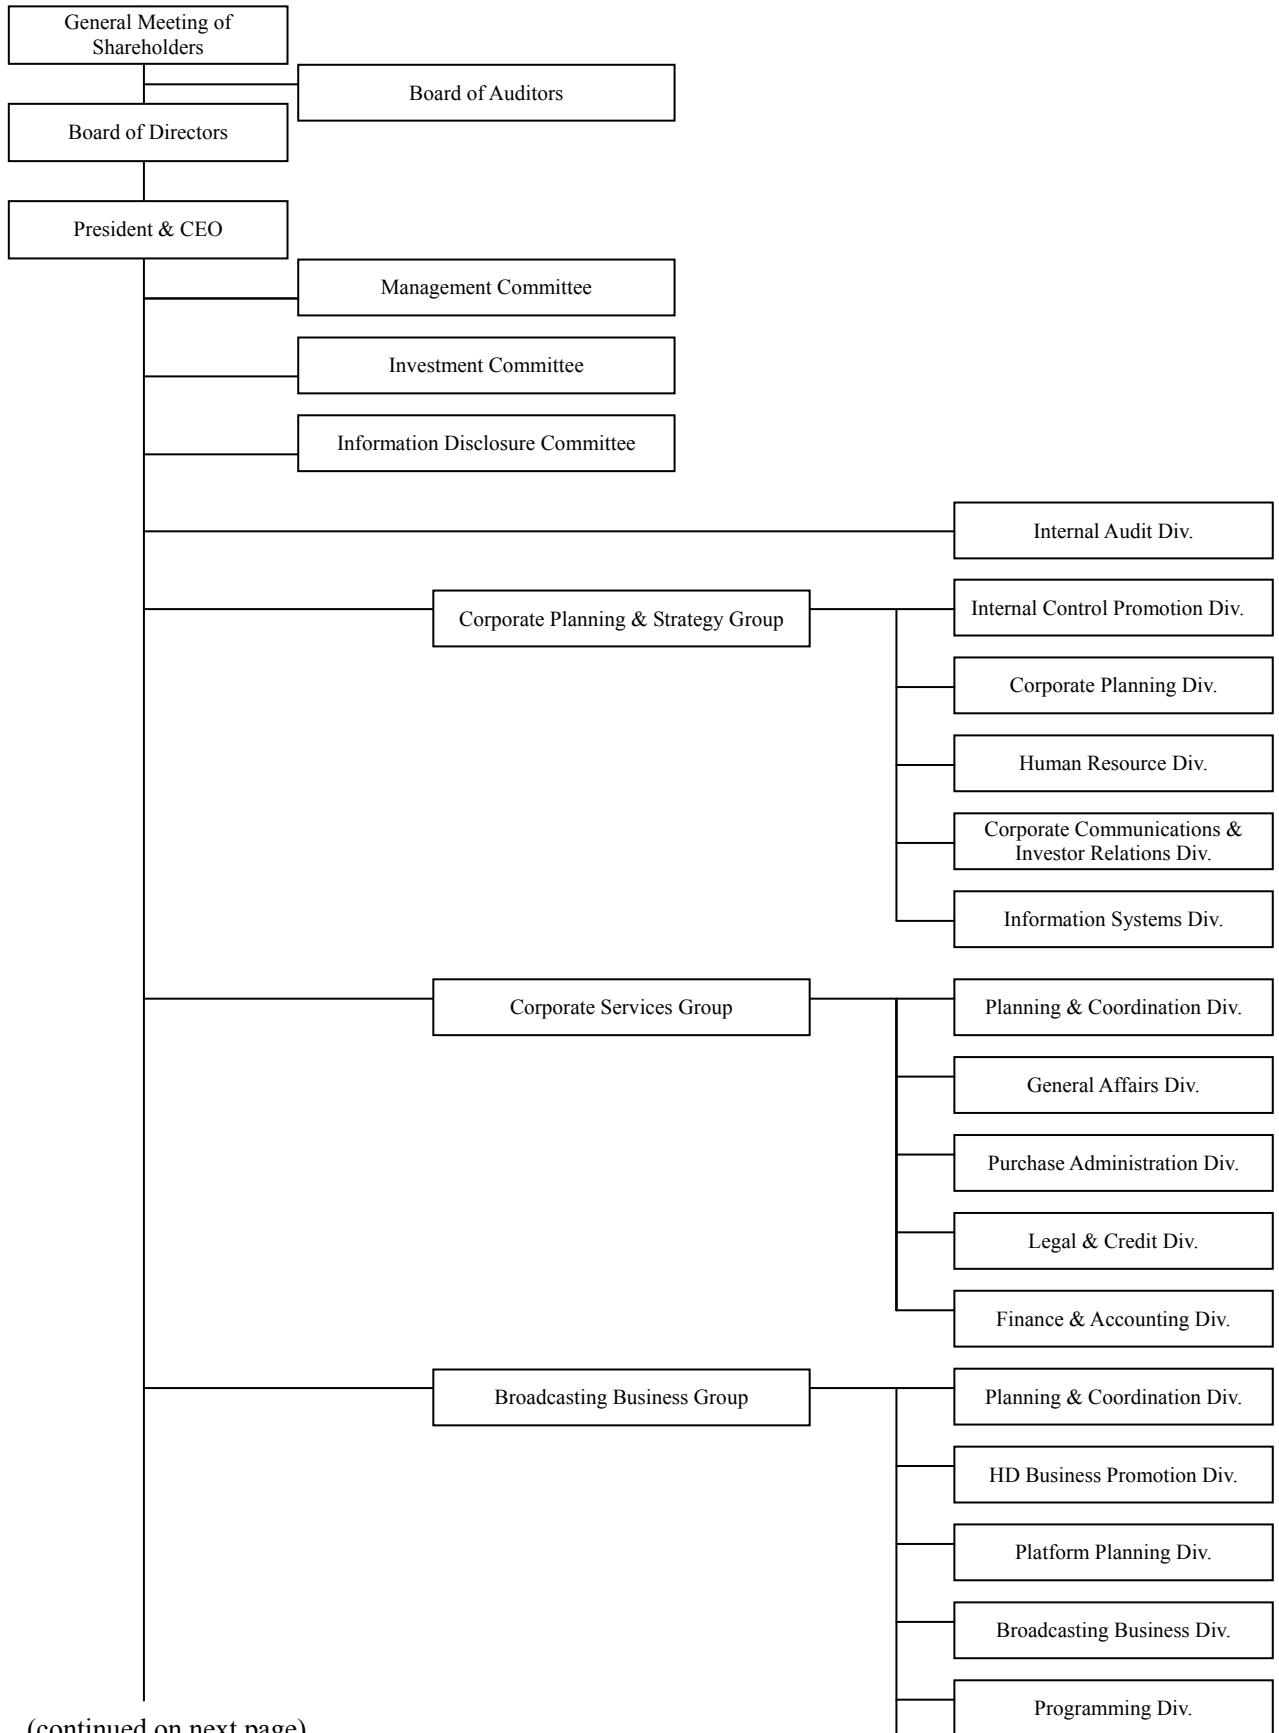 General Meeting of
Shareholders
Board of Auditors
Board of Directors
President & CEO
Management Committee
Investment Committee
Information Disclosure Committee
Internal Audit Div.
Corporate Planning & Strategy Group
Internal Control Promotion Div.
Corporate Planning Div.
Human Resource Div.
Corporate Communications &
Investor Relations Div.
Information Systems Div.
Corporate Services Group
Planning & Coordination Div.
General Affairs Div.
Purchase Administration Div.
Legal & Credit Div.
Finance & Accounting Div.
Broadcasting Business Group
Planning & Coordination Div.
HD Business Promotion Div.
Platform Planning Div.
Broadcasting Business Div.
Programming Div.
(continued on next page)